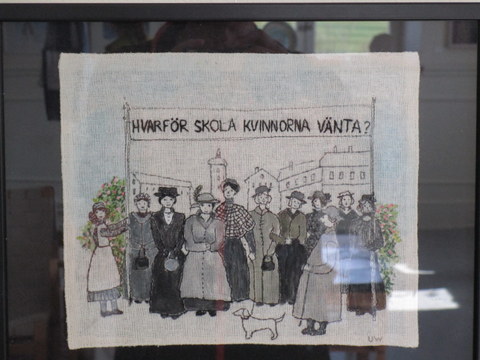 HVARFÖR SKOLA KVINNORNA VÄNTA?
UW